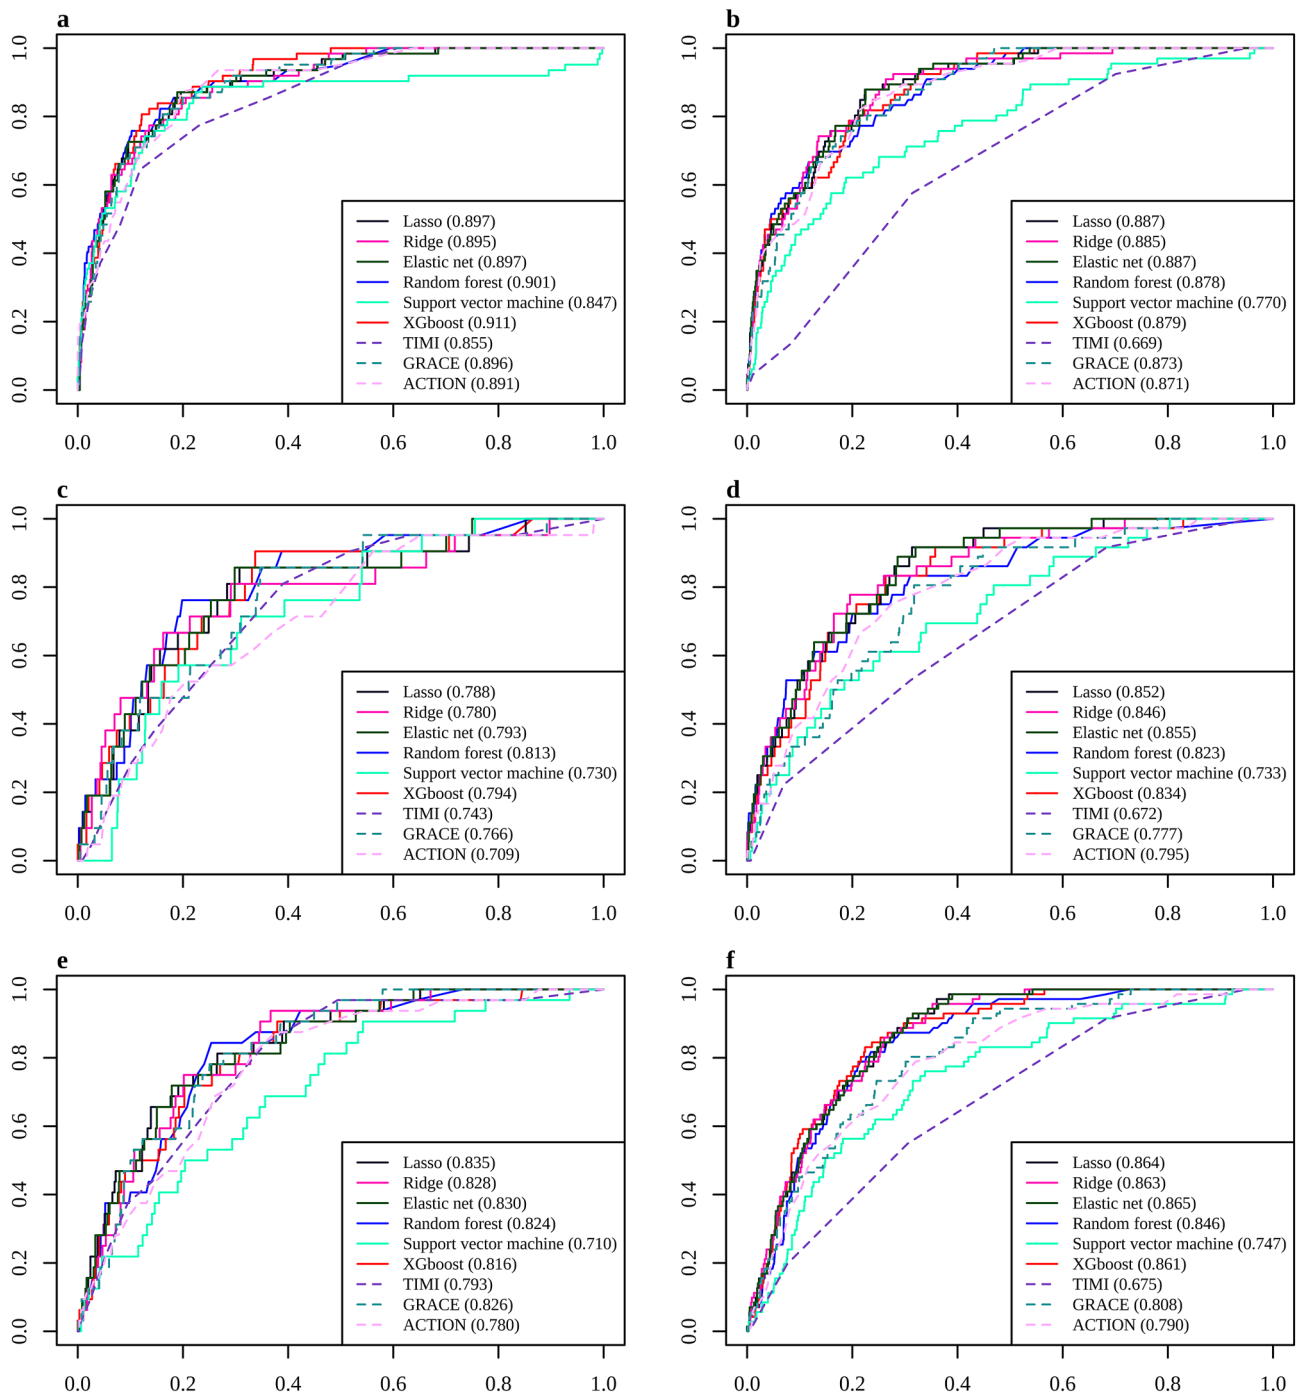 a
1.0
0.8
0.6
0.4
0.2
0.0
Lasso (0.897)
Ridge (0.895)
Elastic net (0.897)
Random forest (0.901)
Support vector machine (0.847)
XGboost (0.911)
TIMI (0.855)
GRACE (0.896)
ACTION (0.891)
0.0 0.2 0.4 0.6 0.8 1.0
b
1.0
0.8
0.6
0.4
0.2
0.0
Lasso (0.887)
Ridge (0.885)
Elastic net (0.887)
Random forest (0.878)
Support vector machine (0.770)
XGboost (0.879)
TIMI (0.669)
GRACE (0.873)
ACTION (0.871)
0.0 0.2 0.4 0.6 0.8 1.0
c
1.0
0.8
0.6
0.4
0.2
0.0
Lasso (0.788)
Ridge (0.780)
Elastic net (0.793)
Random forest (0.813)
Support vector machine (0.730)
XGboost (0.794)
TIMI (0.743)
GRACE (0.766)
ACTION (0.709)
0.0 0.2 0.4 0.6 0.8 1.0
d
1.0
0.8
0.6
0.4
0.2
0.0
Lasso (0.852)
Ridge (0.846)
Elastic net (0.855)
Random forest (0.823)
Support vector machine (0.733)
XGboost (0.834)
TIMI (0.672)
GRACE (0.777)
ACTION (0.795)
0.0 0.2 0.4 0.6 0.8 1.0
e
1.0
0.8
0.6
0.4
0.2
0.0
Lasso (0.835)
Ridge (0.828)
Elastic net (0.830)
Random forest (0.824)
Support vector machine (0.710)
XGboost (0.816)
TIMI (0.793)
GRACE (0.826)
ACTION (0.780)
0.0 0.2 0.4 0.6 0.8 1.0
f
1.0
0.8
0.6
0.4
0.2
0.0
Lasso (0.864)
Ridge (0.863)
Elastic net (0.865)
Random forest (0.846)
Support vector machine (0.747)
XGboost (0.861)
TIMI (0.675)
GRACE (0.808)
ACTION (0.790)
0.0 0.2 0.4 0.6 0.8 1.0